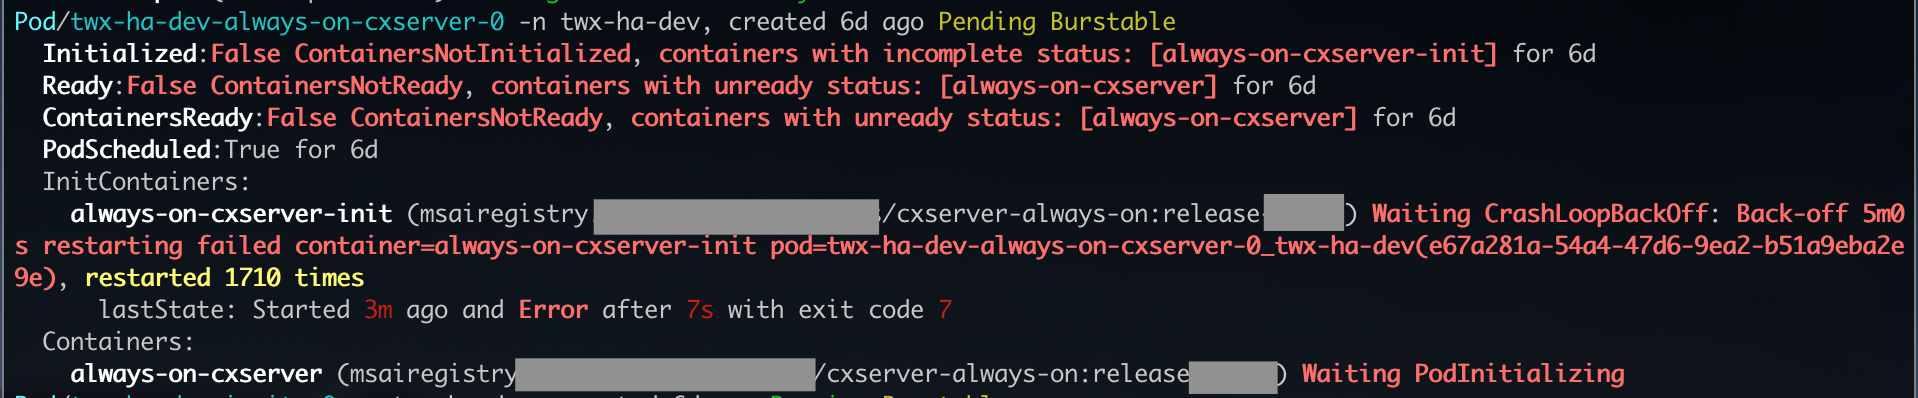 Pod/twx-ha-dev-always-on-cxserver-0 -n twx-ha-dev, created 6d ago Pending Burstable
Initialized:False ContainersNotInitialized, containers with incomplete status: [always-on-cxserver-init] for 6d
Ready:False ContainersNotReady, containers with unready status: [always-on-cxserver] for 6d
ContainersReady:False ContainersNotReady, containers with unready status: [always-on-cxserver] for 6d
PodScheduled:True for 6d
InitContainers:
always-on-cxserver-init (msairegistry /cxserver-always-on:release ) Waiting CrashLoopBackOff: Back-off 5m0
s restarting failed container=always-on-cxserver-init pod=twx-ha-dev-always-on-cxserver-0_twx-ha-dev(e67a281a-54a4-47d6-9ea2-b51a9eba2e
9e), restarted 1710 times
lastState: Started 3m ago and Error after 7s with exit code 7
Containers:
always-on-cxserver (msairegistry /cxserver-always-on:release ) Waiting PodInitializing